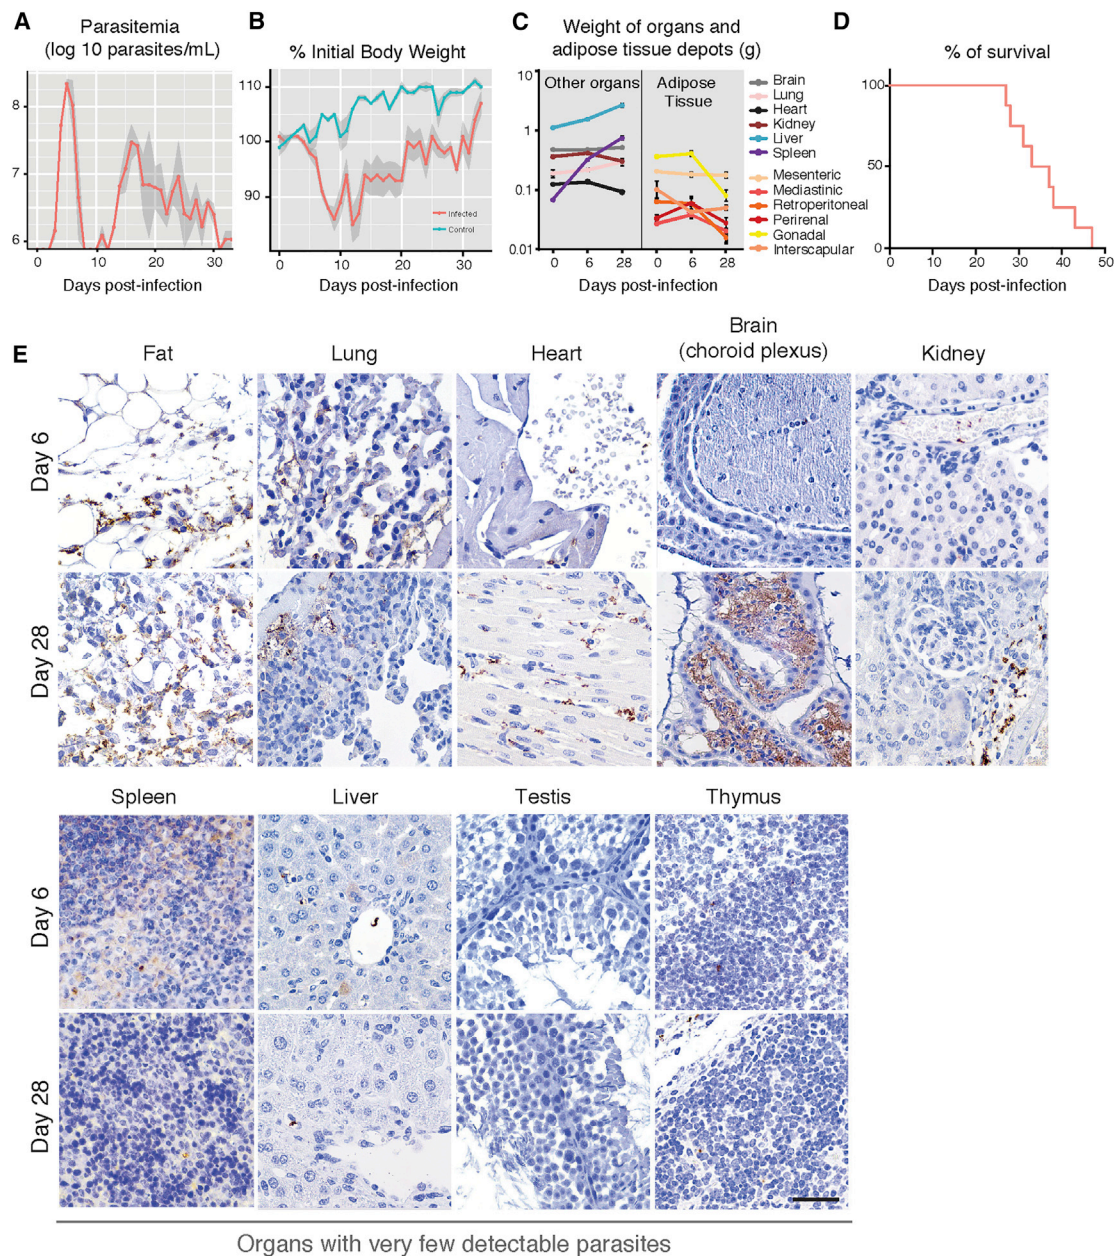 A
Parasitemia
(log 10 parasites/mL)
8
7
6
0
10
20
30
Days post-infection
B
% Initial Body Weight
110
100
90
Infected
Control
0
10
20
30
Days post-infection
C
Weight of organs and
adipose tissue depots (g)
10
1
0.1
0.01
Other organs
Adipose
Tissue
0
6
28
0
6
28
Days post-infection
Brain
Lung
Heart
Kidney
Liver
Spleen
Mesenteric
Mediastinic
Retroperitoneal
Perirenal
Gonadal
Interscapular
D
% of survival
100
50
0
0
10
20
30
40
50
Days post-infection
E
Fat
Lung
Heart
Brain
(choroid plexus)
Kidney
Day 6
Day 28
Spleen
Liver
Testis
Thymus
Day 6
Day 28
Organs with very few detectable parasites